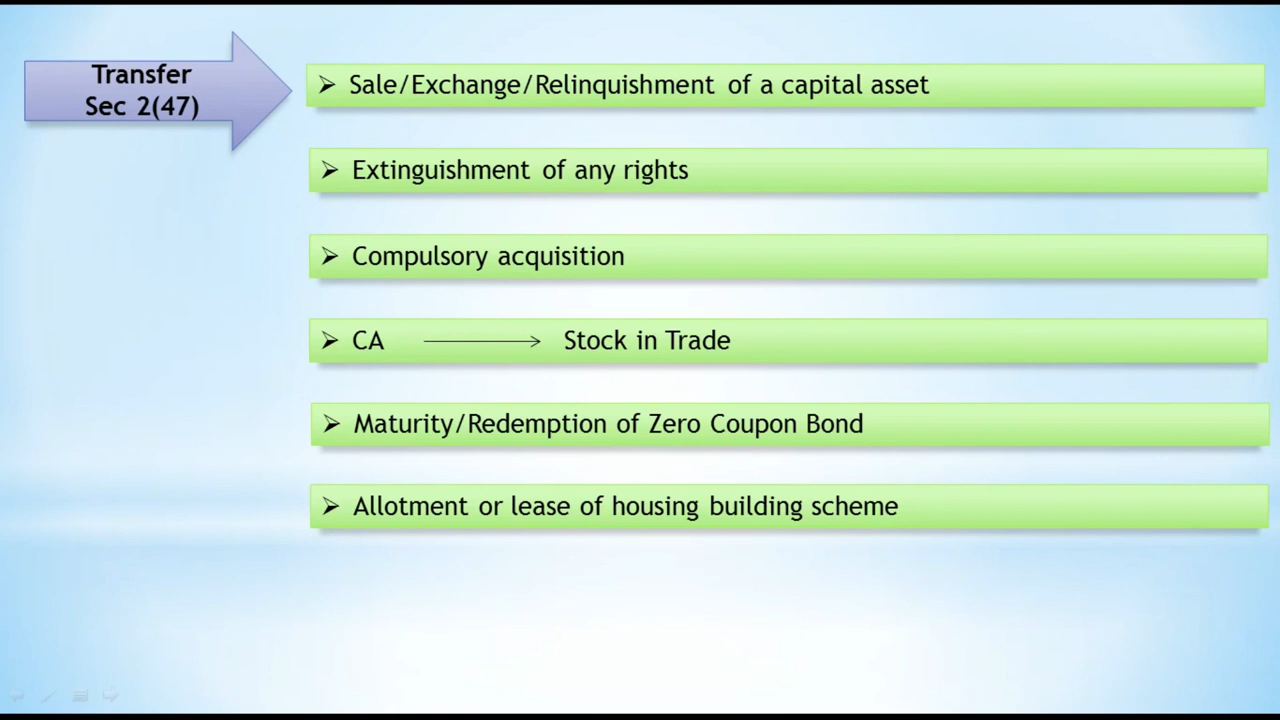 Transfer
Sec 2(47)
➢ Sale/Exchange/Relinquishment of a capital asset
➢ Extinguishment of any rights
➢ Compulsory acquisition
➢ CA ⟶ Stock in Trade
➢ Maturity/Redemption of Zero Coupon Bond
➢ Allotment or lease of housing building scheme